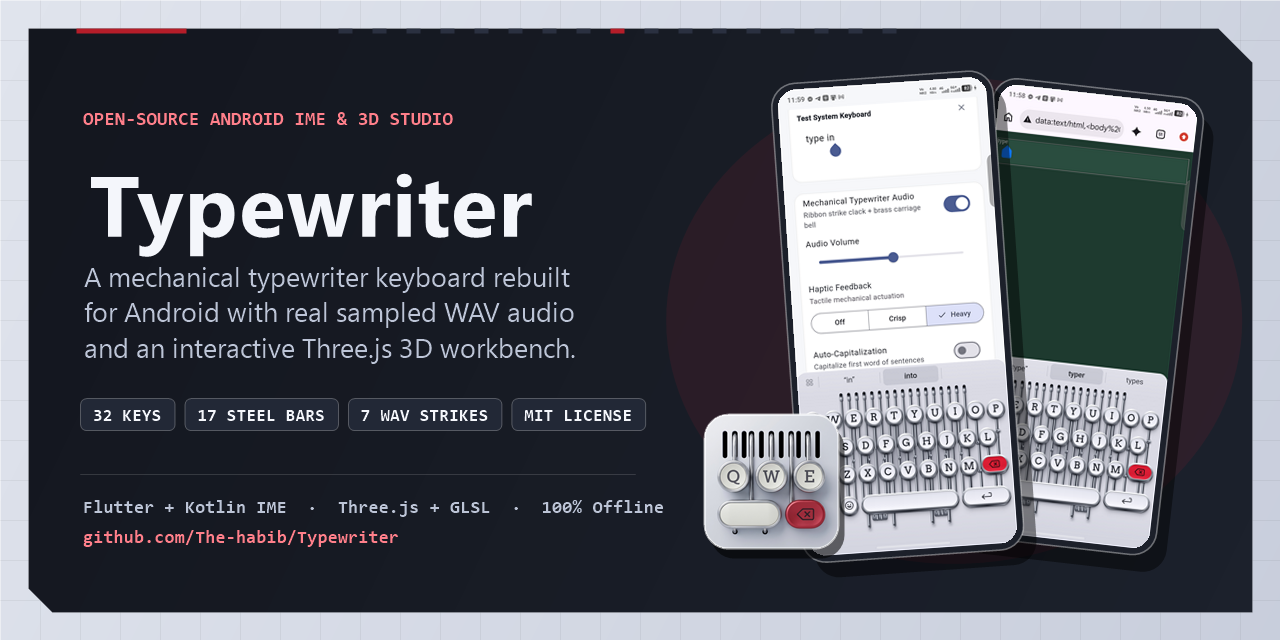 OPEN-SOURCE ANDROID IME & 3D STUDIO
Typewriter
A mechanical typewriter keyboard rebuilt
for Android with real sampled WAV audio
and an interactive Three.js 3D workbench.
32 KEYS
17 STEEL BARS
7 WAV STRIKES
MIT LICENSE
Flutter + Kotlin IME · Three.js + GLSL · 100% Offline
github.com/The-habib/Typewriter
11:59
Test System Keyboard
type in
Mechanical Typewriter Audio
Ribbon strike clack + brass carriage
bell
Audio Volume
Haptic Feedback
Tactile mechanical actuation
Off
Crisp
Heavy
Auto-Capitalization
Capitalize first word of sentences
"in"
into
W E R T Y U I O P
S D F G H J K L
Z X C V B N M
11:58
data:text/html,<body%2
typer
types
R T Y U I O P
D F G H J K L
X C V B N M
Q W E